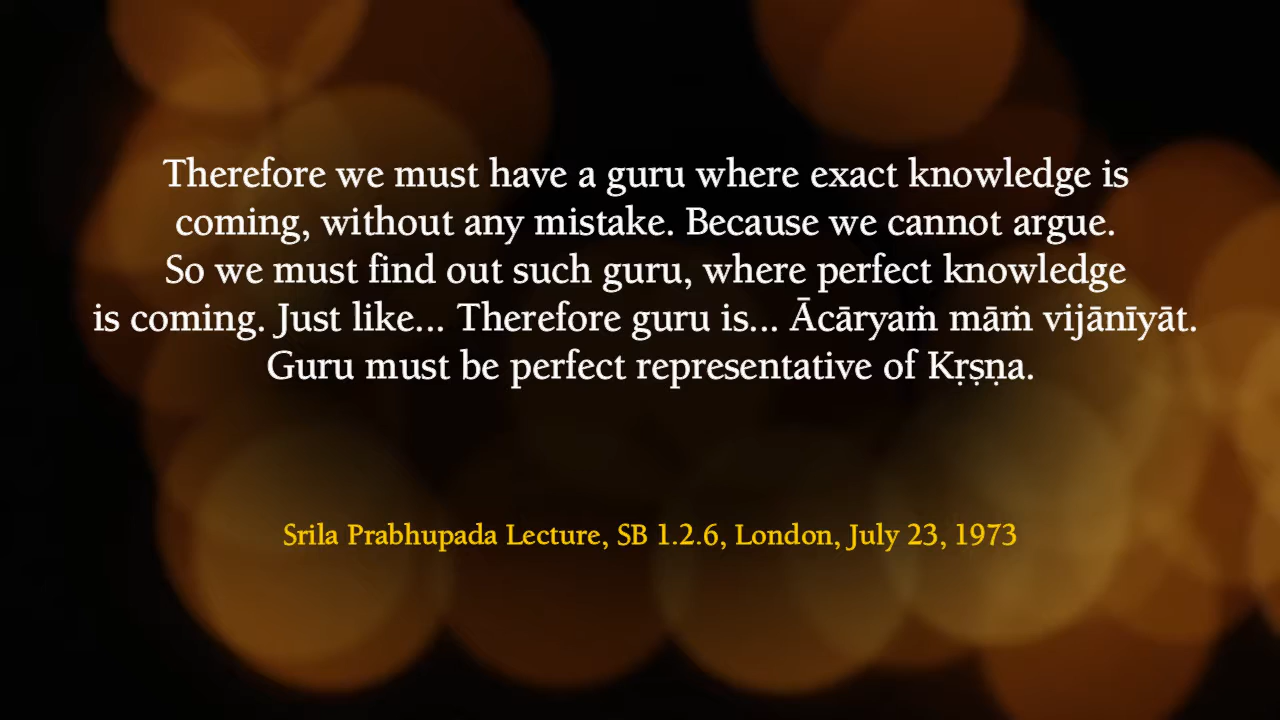 Therefore we must have a guru where exact knowledge is
coming, without any mistake. Because we cannot argue.
So we must find out such guru, where perfect knowledge
is coming. Just like... Therefore guru is... Ācāryaṁ māṁ vijānīyāt.
Guru must be perfect representative of Kṛṣṇa.
Srila Prabhupada Lecture, SB 1.2.6, London, July 23, 1973